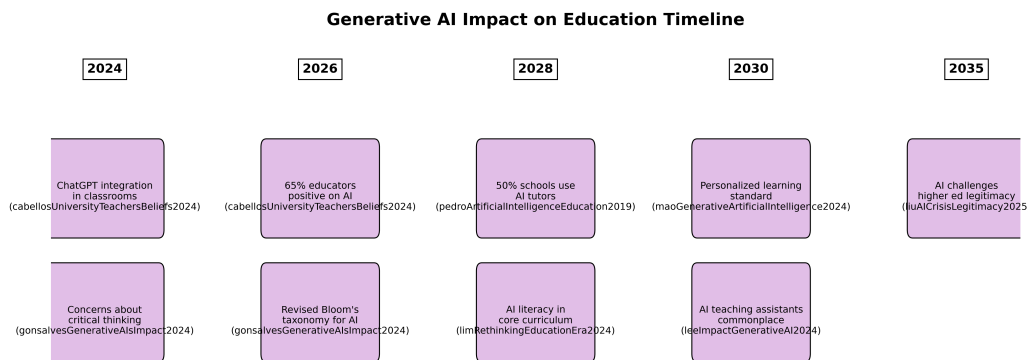 Generative AI Impact on Education Timeline
2024
2026
2028
2030
2035
ChatGPT integration
in classrooms
(cabellosUniversityTeachersBeliefs2024)
65% educators
positive on AI
(cabellosUniversityTeachersBeliefs2024)
50% schools use
AI tutors
(pedroArtificialIntelligenceEducation2019)
Personalized learning
standard
(maoGenerativeArtificialIntelligence2024)
AI challenges
higher ed legitimacy
(liuAICrisisLegitimacy2025
Concerns about
critical thinking
(gonsalvesGenerativeAIsImpact2024)
Revised Bloom's
taxonomy for AI
(gonsalvesGenerativeAIsImpact2024)
AI literacy in
core curriculum
(limRethinkingEducationEra2024)
AI teaching assistants
commonplace
(leeImpactGenerativeAI2024)